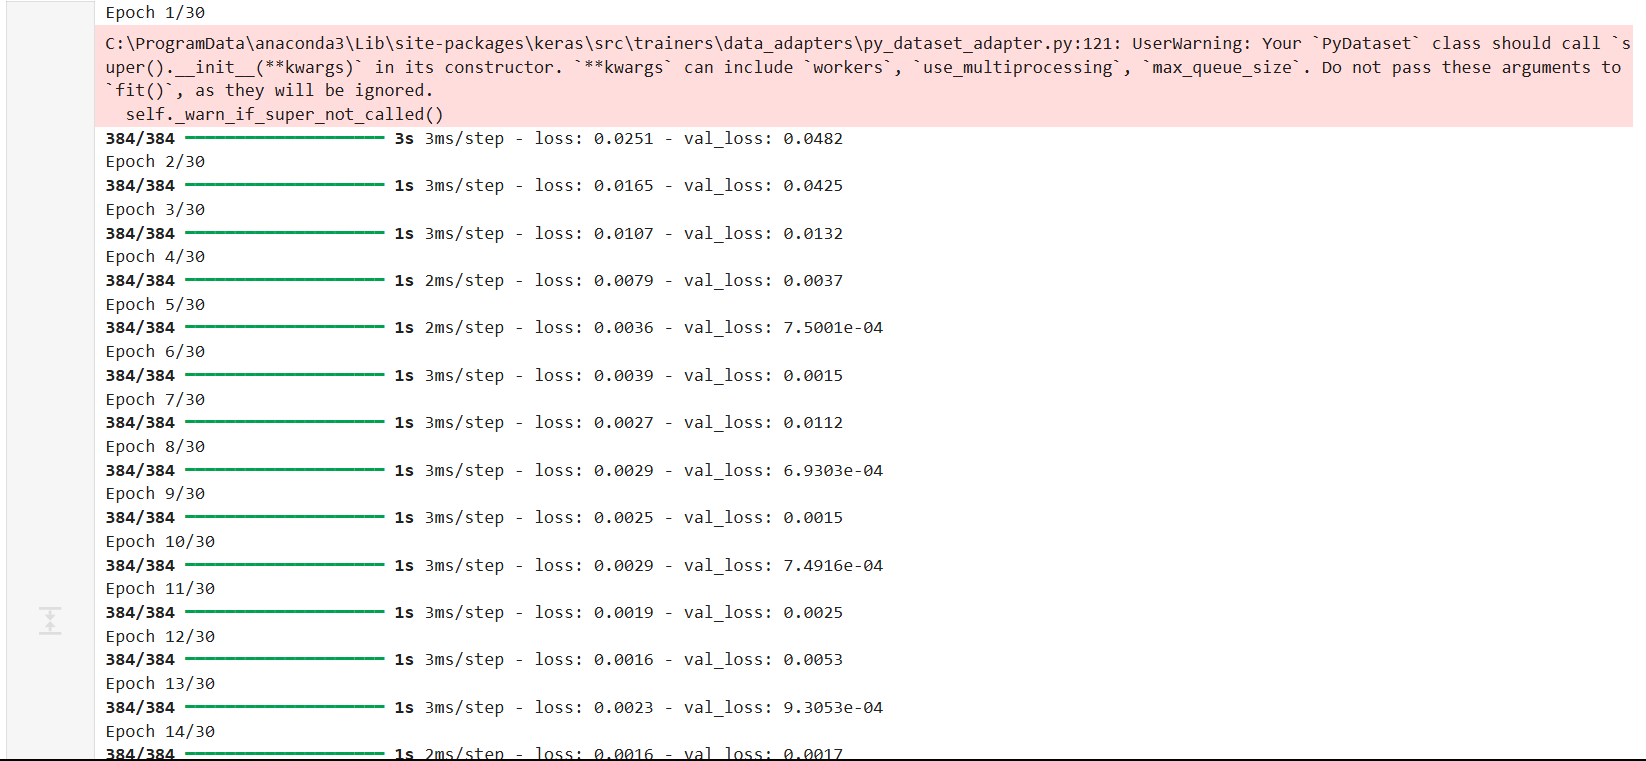 Epoch 1/30
C:\ProgramData\anaconda3\Lib\site-packages\keras\src\trainers\data_adapters\py_dataset_adapter.py:121: UserWarning: Your `PyDataset` class should call `s
uper().__init__(**kwargs)` in its constructor. `**kwargs` can include `workers`, `use_multiprocessing`, `max_queue_size`. Do not pass these arguments to
`fit()`, as they will be ignored.
  self._warn_if_super_not_called()
384/384 ━━━━━━━━━━━━━━━━━━━━ 3s 3ms/step - loss: 0.0251 - val_loss: 0.0482
Epoch 2/30
384/384 ━━━━━━━━━━━━━━━━━━━━ 1s 3ms/step - loss: 0.0165 - val_loss: 0.0425
Epoch 3/30
384/384 ━━━━━━━━━━━━━━━━━━━━ 1s 3ms/step - loss: 0.0107 - val_loss: 0.0132
Epoch 4/30
384/384 ━━━━━━━━━━━━━━━━━━━━ 1s 2ms/step - loss: 0.0079 - val_loss: 0.0037
Epoch 5/30
384/384 ━━━━━━━━━━━━━━━━━━━━ 1s 2ms/step - loss: 0.0036 - val_loss: 7.5001e-04
Epoch 6/30
384/384 ━━━━━━━━━━━━━━━━━━━━ 1s 3ms/step - loss: 0.0039 - val_loss: 0.0015
Epoch 7/30
384/384 ━━━━━━━━━━━━━━━━━━━━ 1s 3ms/step - loss: 0.0027 - val_loss: 0.0112
Epoch 8/30
384/384 ━━━━━━━━━━━━━━━━━━━━ 1s 3ms/step - loss: 0.0029 - val_loss: 6.9303e-04
Epoch 9/30
384/384 ━━━━━━━━━━━━━━━━━━━━ 1s 3ms/step - loss: 0.0025 - val_loss: 0.0015
Epoch 10/30
384/384 ━━━━━━━━━━━━━━━━━━━━ 1s 3ms/step - loss: 0.0029 - val_loss: 7.4916e-04
Epoch 11/30
384/384 ━━━━━━━━━━━━━━━━━━━━ 1s 3ms/step - loss: 0.0019 - val_loss: 0.0025
Epoch 12/30
384/384 ━━━━━━━━━━━━━━━━━━━━ 1s 3ms/step - loss: 0.0016 - val_loss: 0.0053
Epoch 13/30
384/384 ━━━━━━━━━━━━━━━━━━━━ 1s 3ms/step - loss: 0.0023 - val_loss: 9.3053e-04
Epoch 14/30
384/384 ━━━━━━━━━━━━━━━━━━━━ 1s 2ms/step - loss: 0.0016 - val_loss: 0.0017